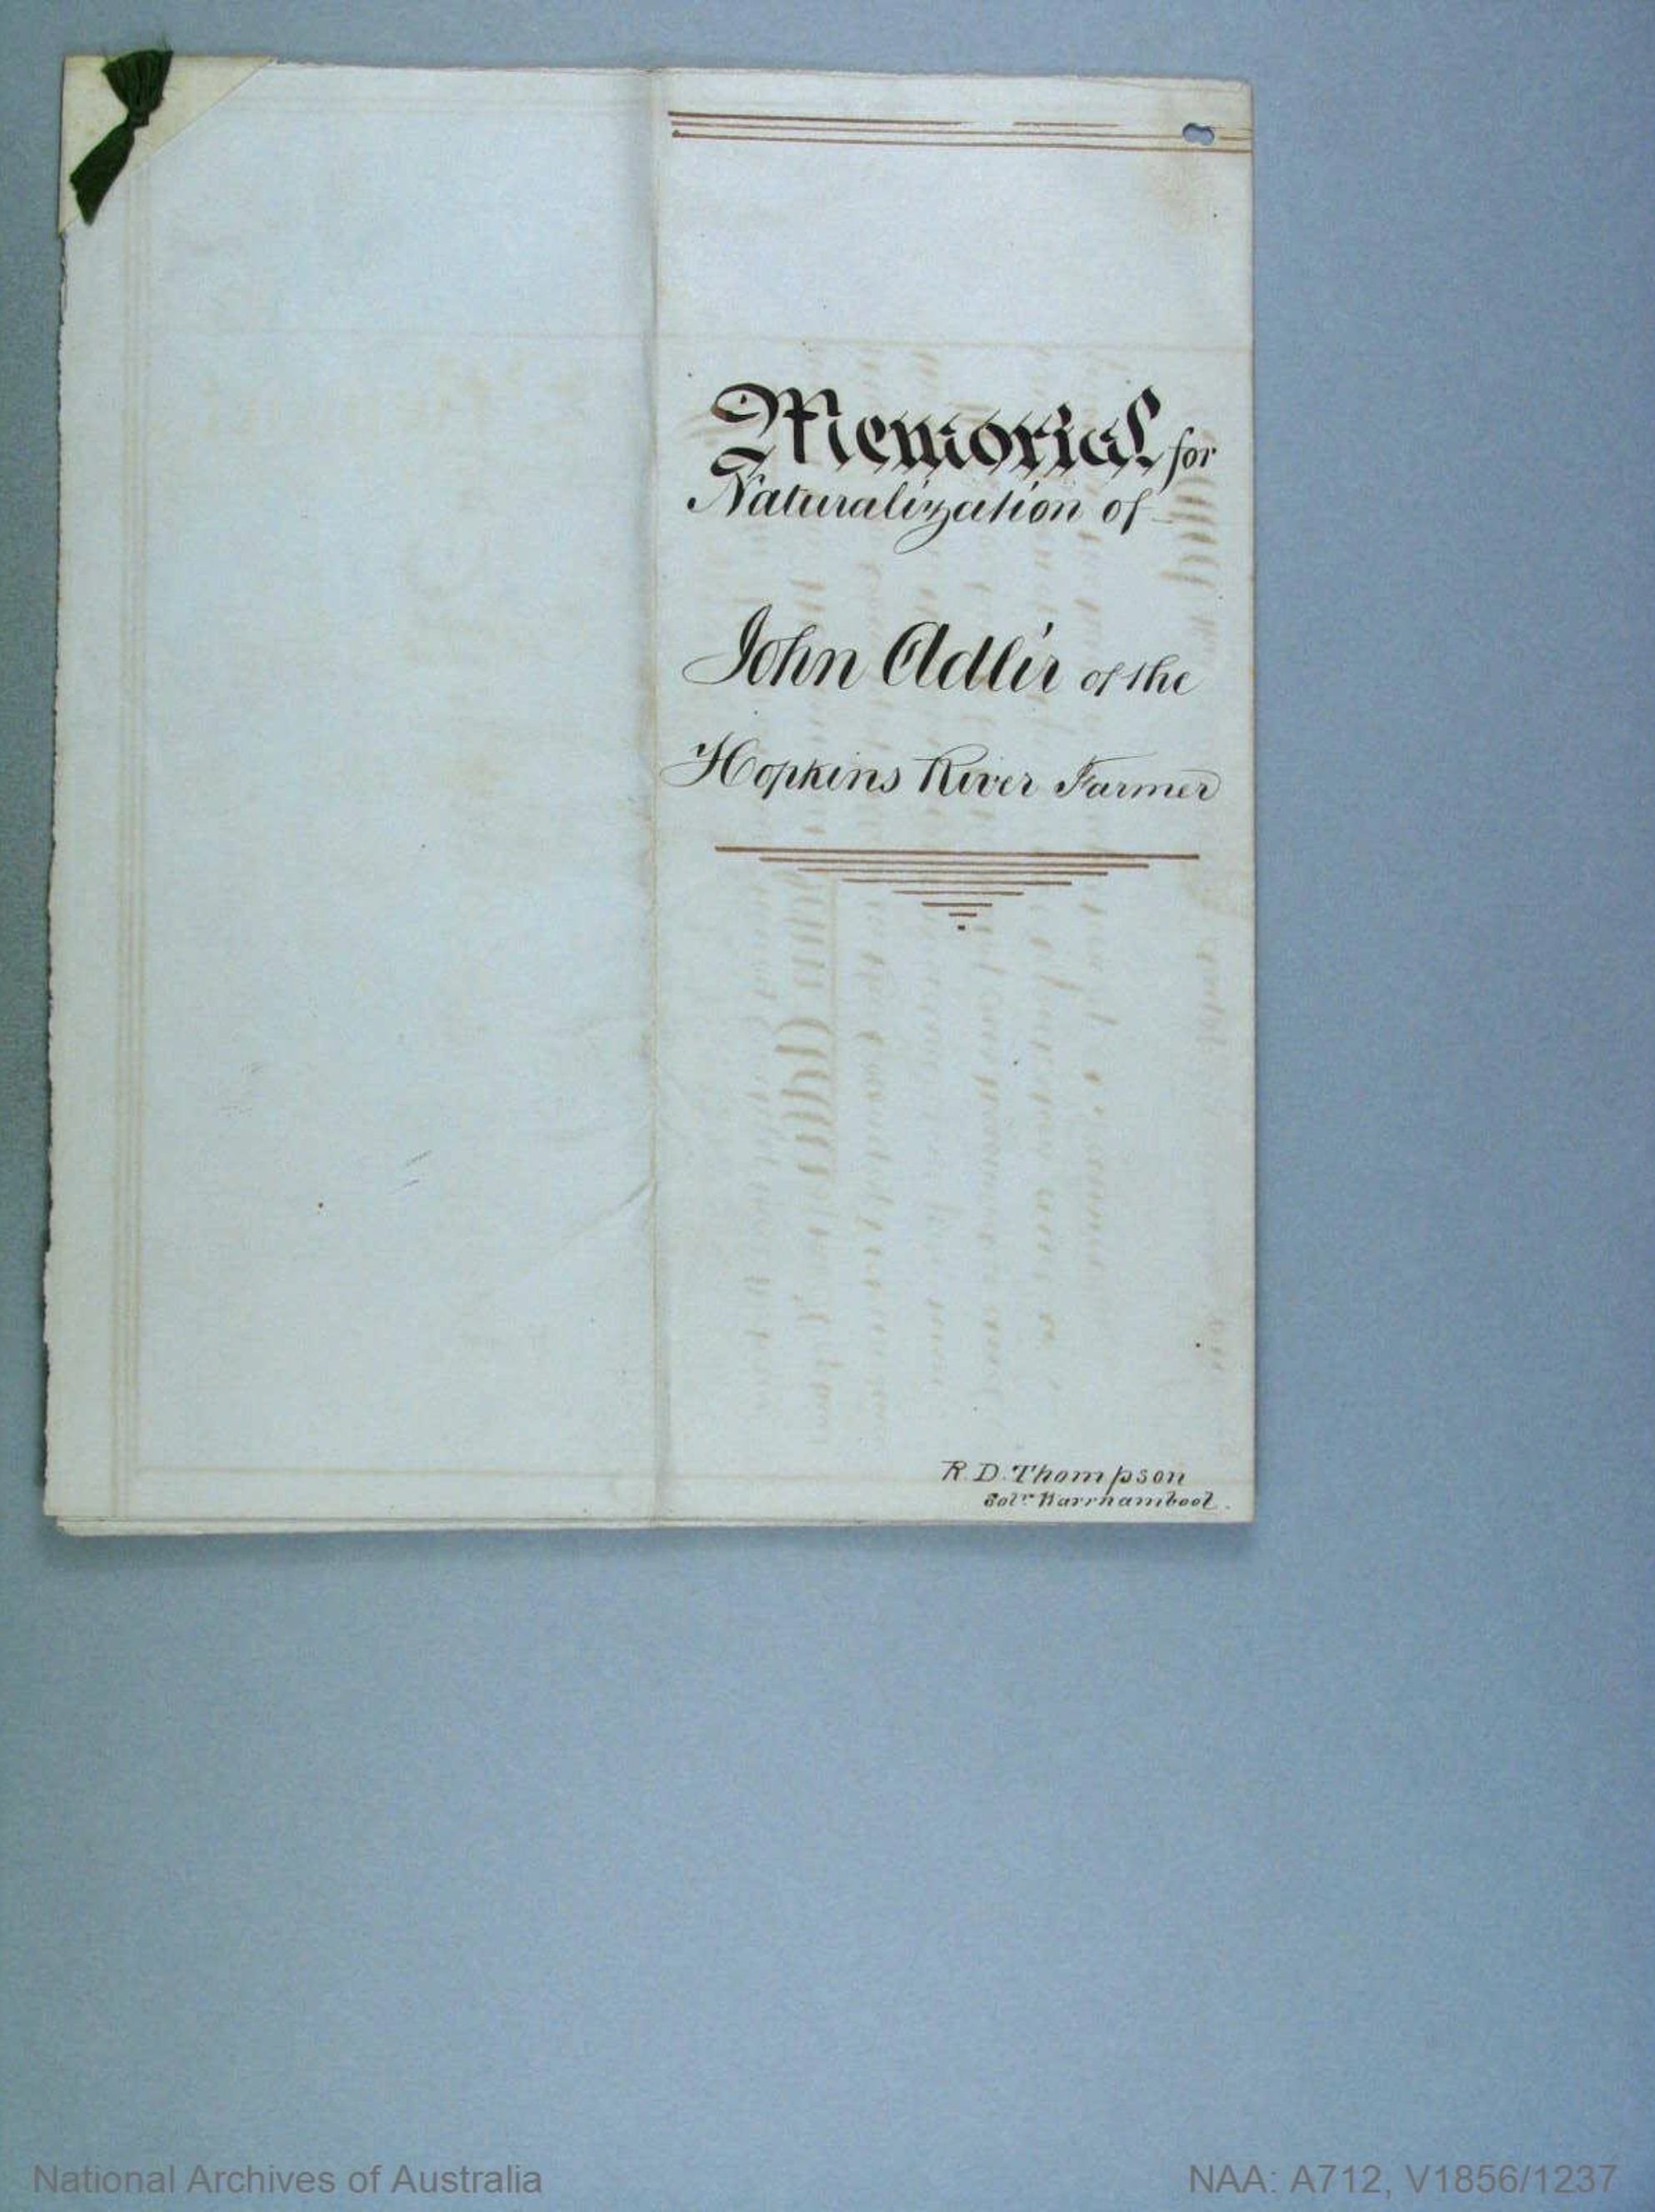 Memorial for
Naturalization of
John Adler of the
Hopkins River Farmer
R. D. Thompson
Solr. Warrnambool.
National Archives of Australia
NAA: A712, V1856/1237